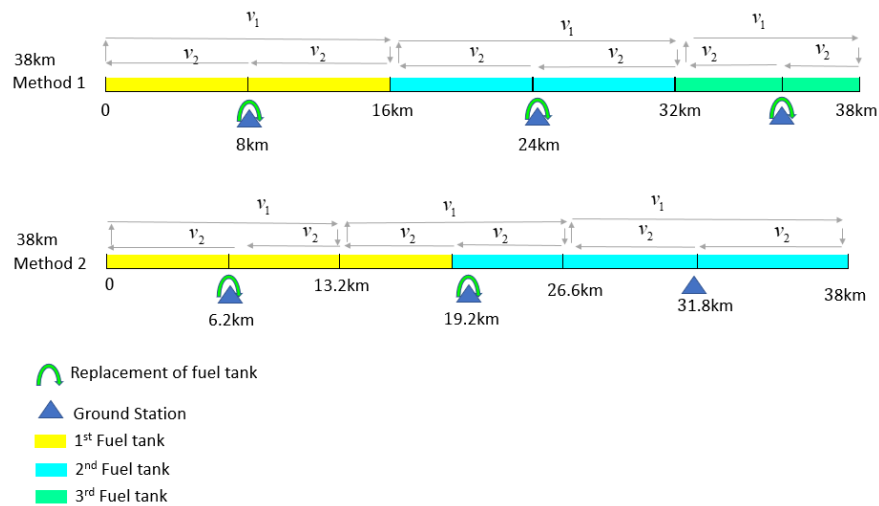 v1
v1
v1
v2
v2
v2
v2
v2
v2
38km
Method 1
0
16km
32km
38km
8km
24km
v1
v1
v1
v2
v2
v2
v2
v2
v2
38km
Method 2
0
13.2km
26.6km
38km
6.2km
19.2km
31.8km
Replacement of fuel tank
Ground Station
1st Fuel tank
2nd Fuel tank
3rd Fuel tank